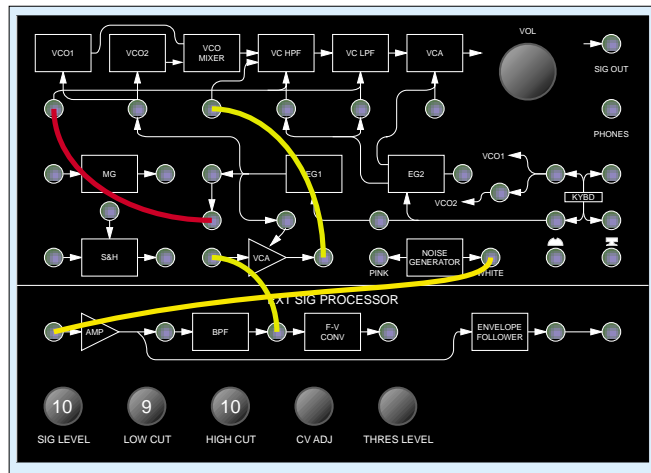 VOL
VCO1
VCO2
VCO
MIXER
VC HPF
VC LPF
VCA
SIG OUT
PHONES
MG
EG1
EG2
VCO1
VCO2
KYBD
S&H
VCA
PINK
NOISE
GENERATOR
WHITE
EXT SIG PROCESSOR
AMP
BPF
F-V
CONV
ENVELOPE
FOLLOWER
10
9
10
SIG LEVEL
LOW CUT
HIGH CUT
CV ADJ
THRES LEVEL